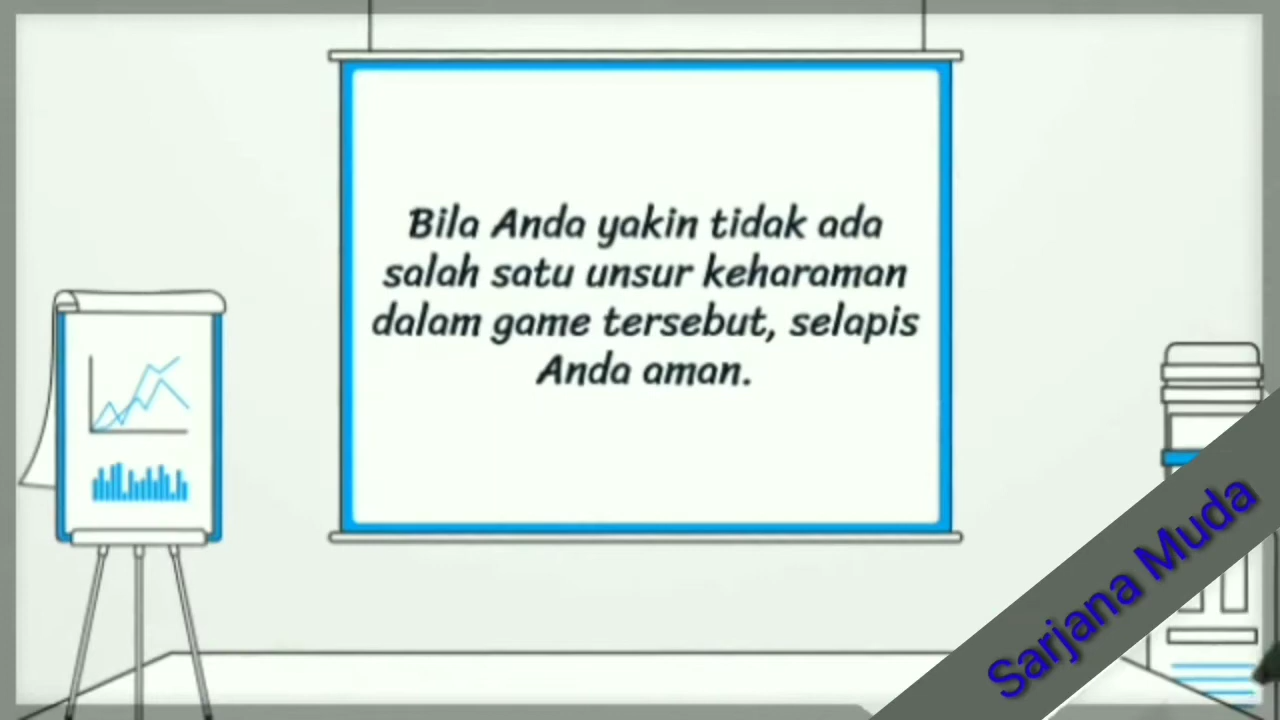 Bila Anda yakin tidak ada
salah satu unsur keharaman
dalam game tersebut, selapis
Anda aman.
Sarjana Muda